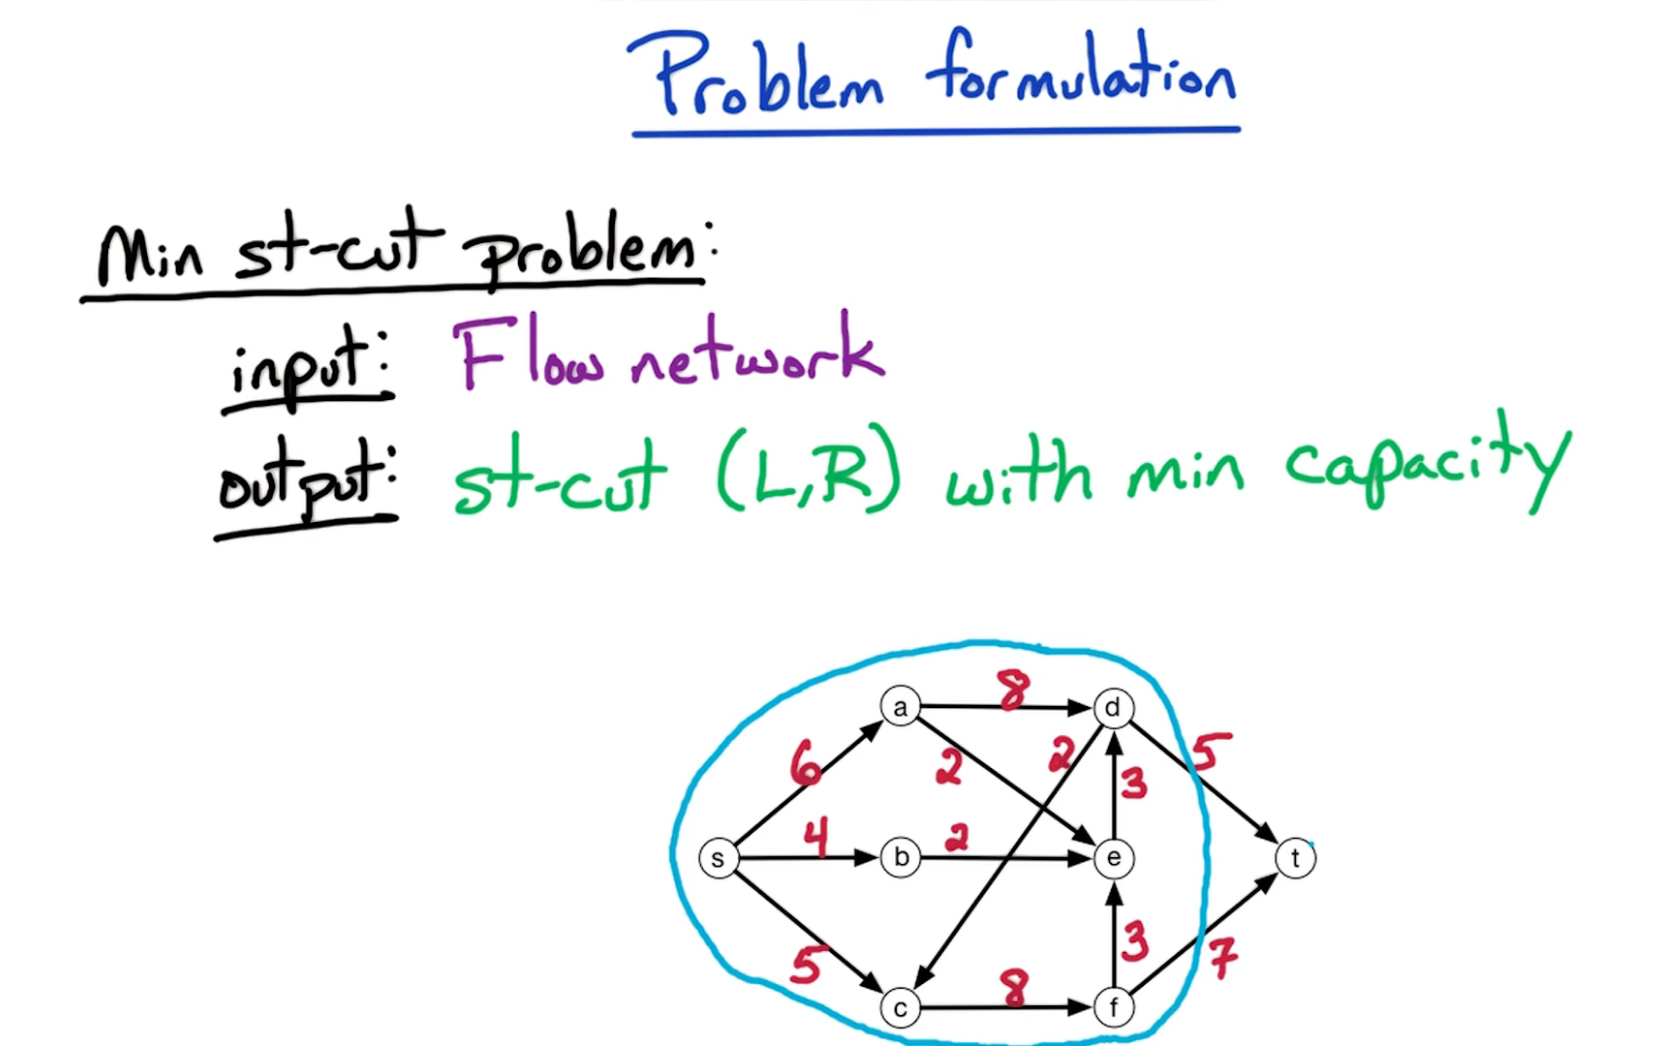 Problem formulation
Min st-cut problem:
input: Flow network
output: st-cut (L,R) with min capacity
a 8 d
6 2 2 3 5
s 4 b 2 e t
5 3 7
c 8 f